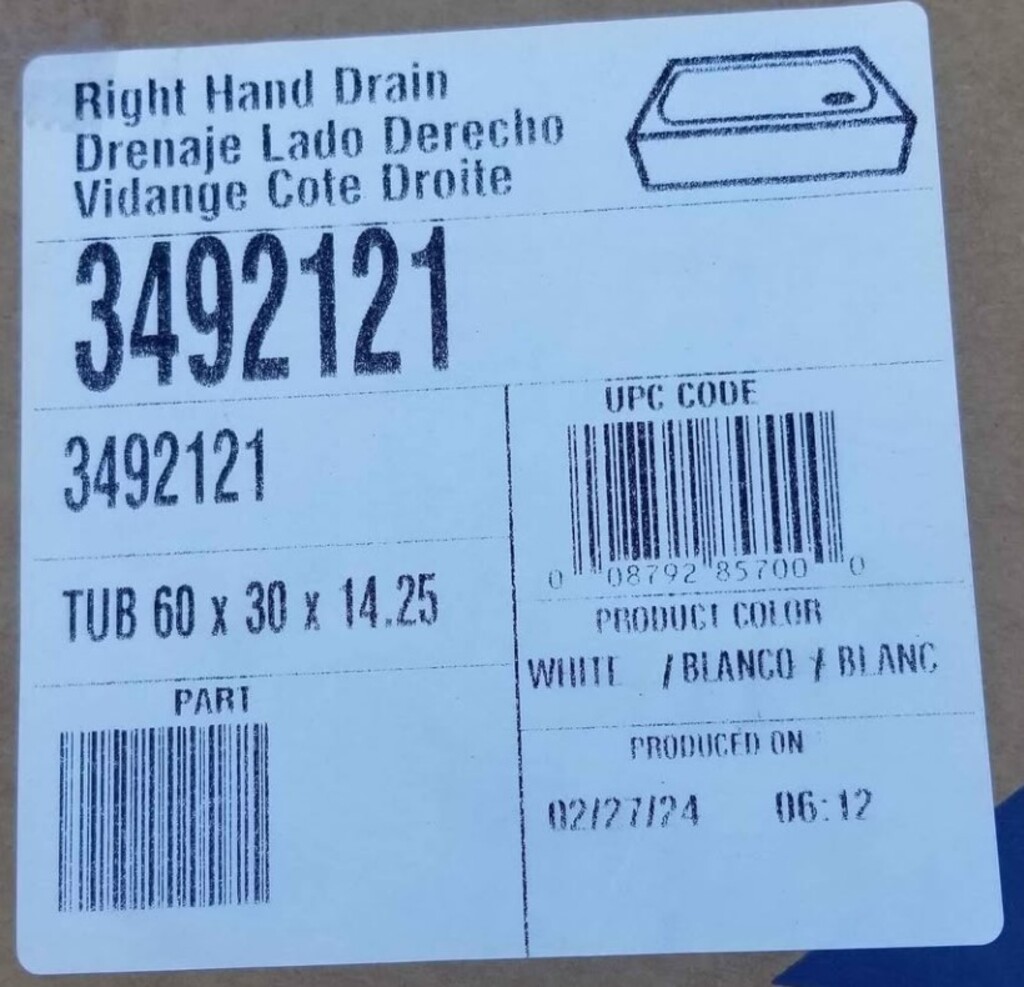 Right Hand Drain
Drenaje Lado Derecho
Vidange Cote Droite
3492121
3492121
TUB 60 x 30 x 14.25
PART
UPC CODE
0 08792 85700 0
PRODUCT COLOR
WHITE / BLANCO / BLANC
PRODUCED ON
02/27/24 06:12